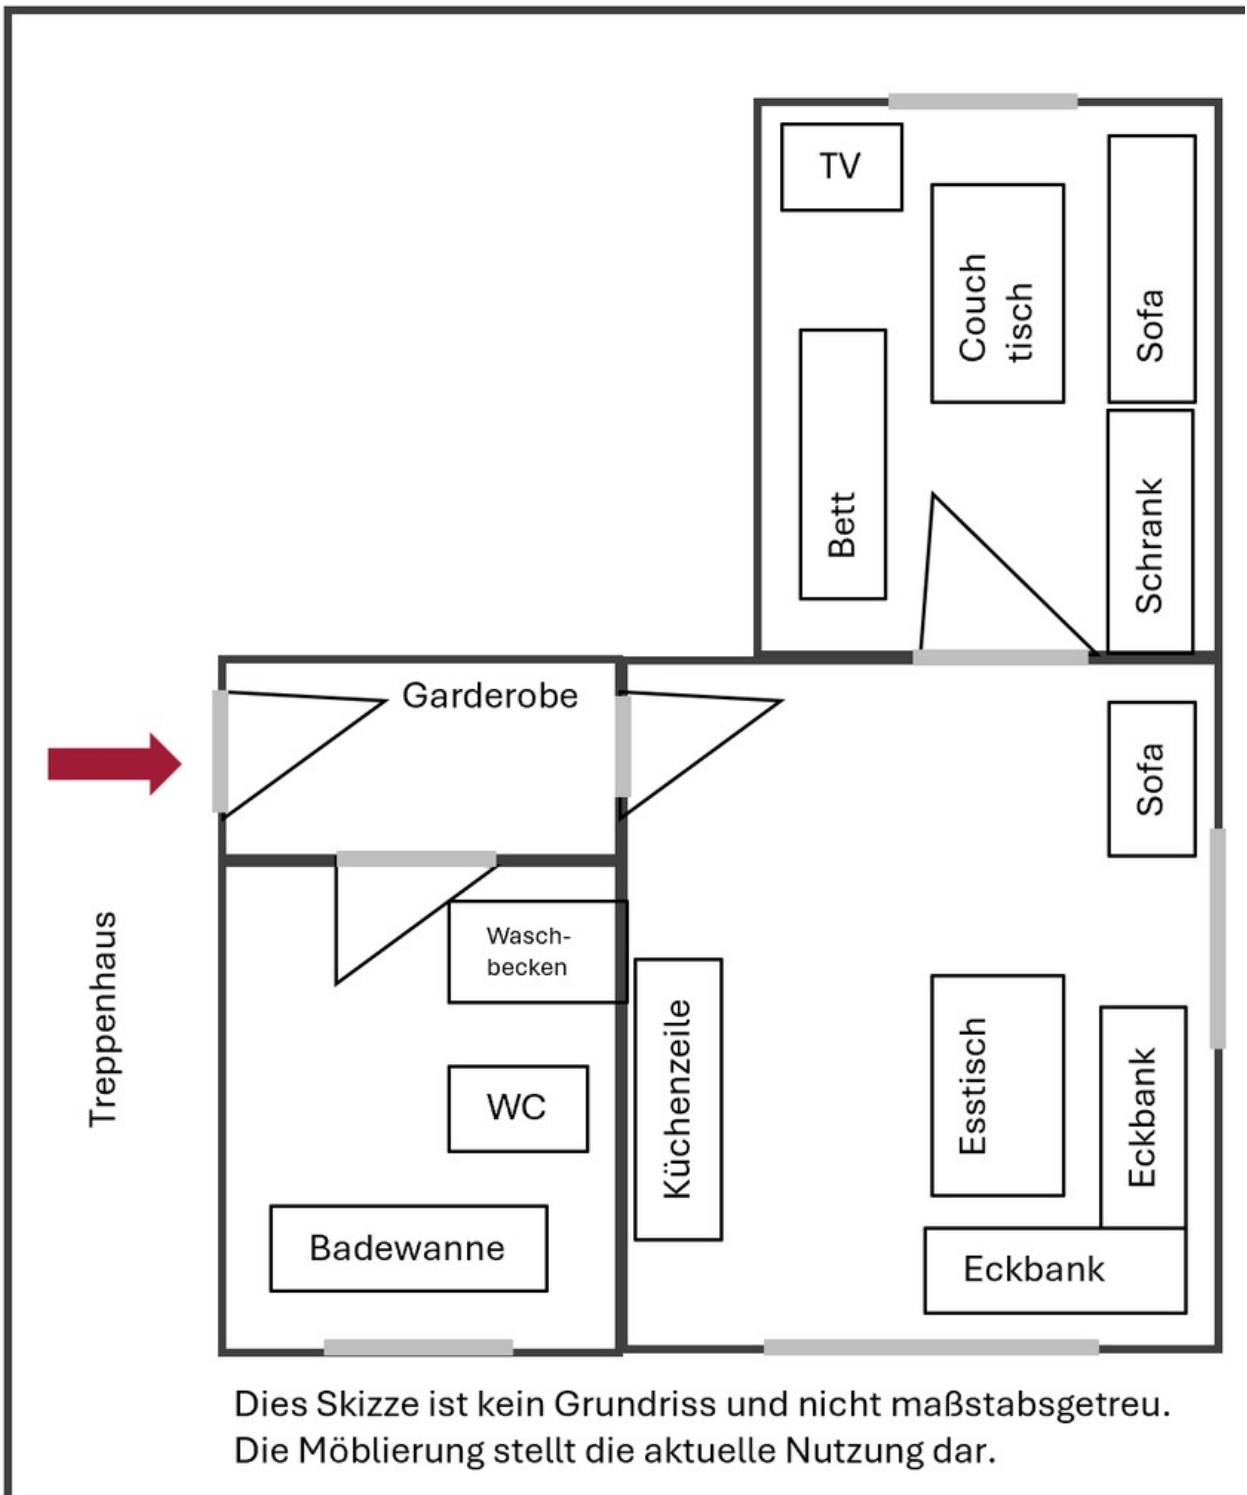 TV
Couch
tisch
Sofa
Bett
Schrank
Garderobe
Sofa
Treppenhaus
Wasch-
becken
WC
Badewanne
Küchenzeile
Esstisch
Eckbank
Eckbank
Dies Skizze ist kein Grundriss und nicht maßstabsgetreu.
Die Möblierung stellt die aktuelle Nutzung dar.